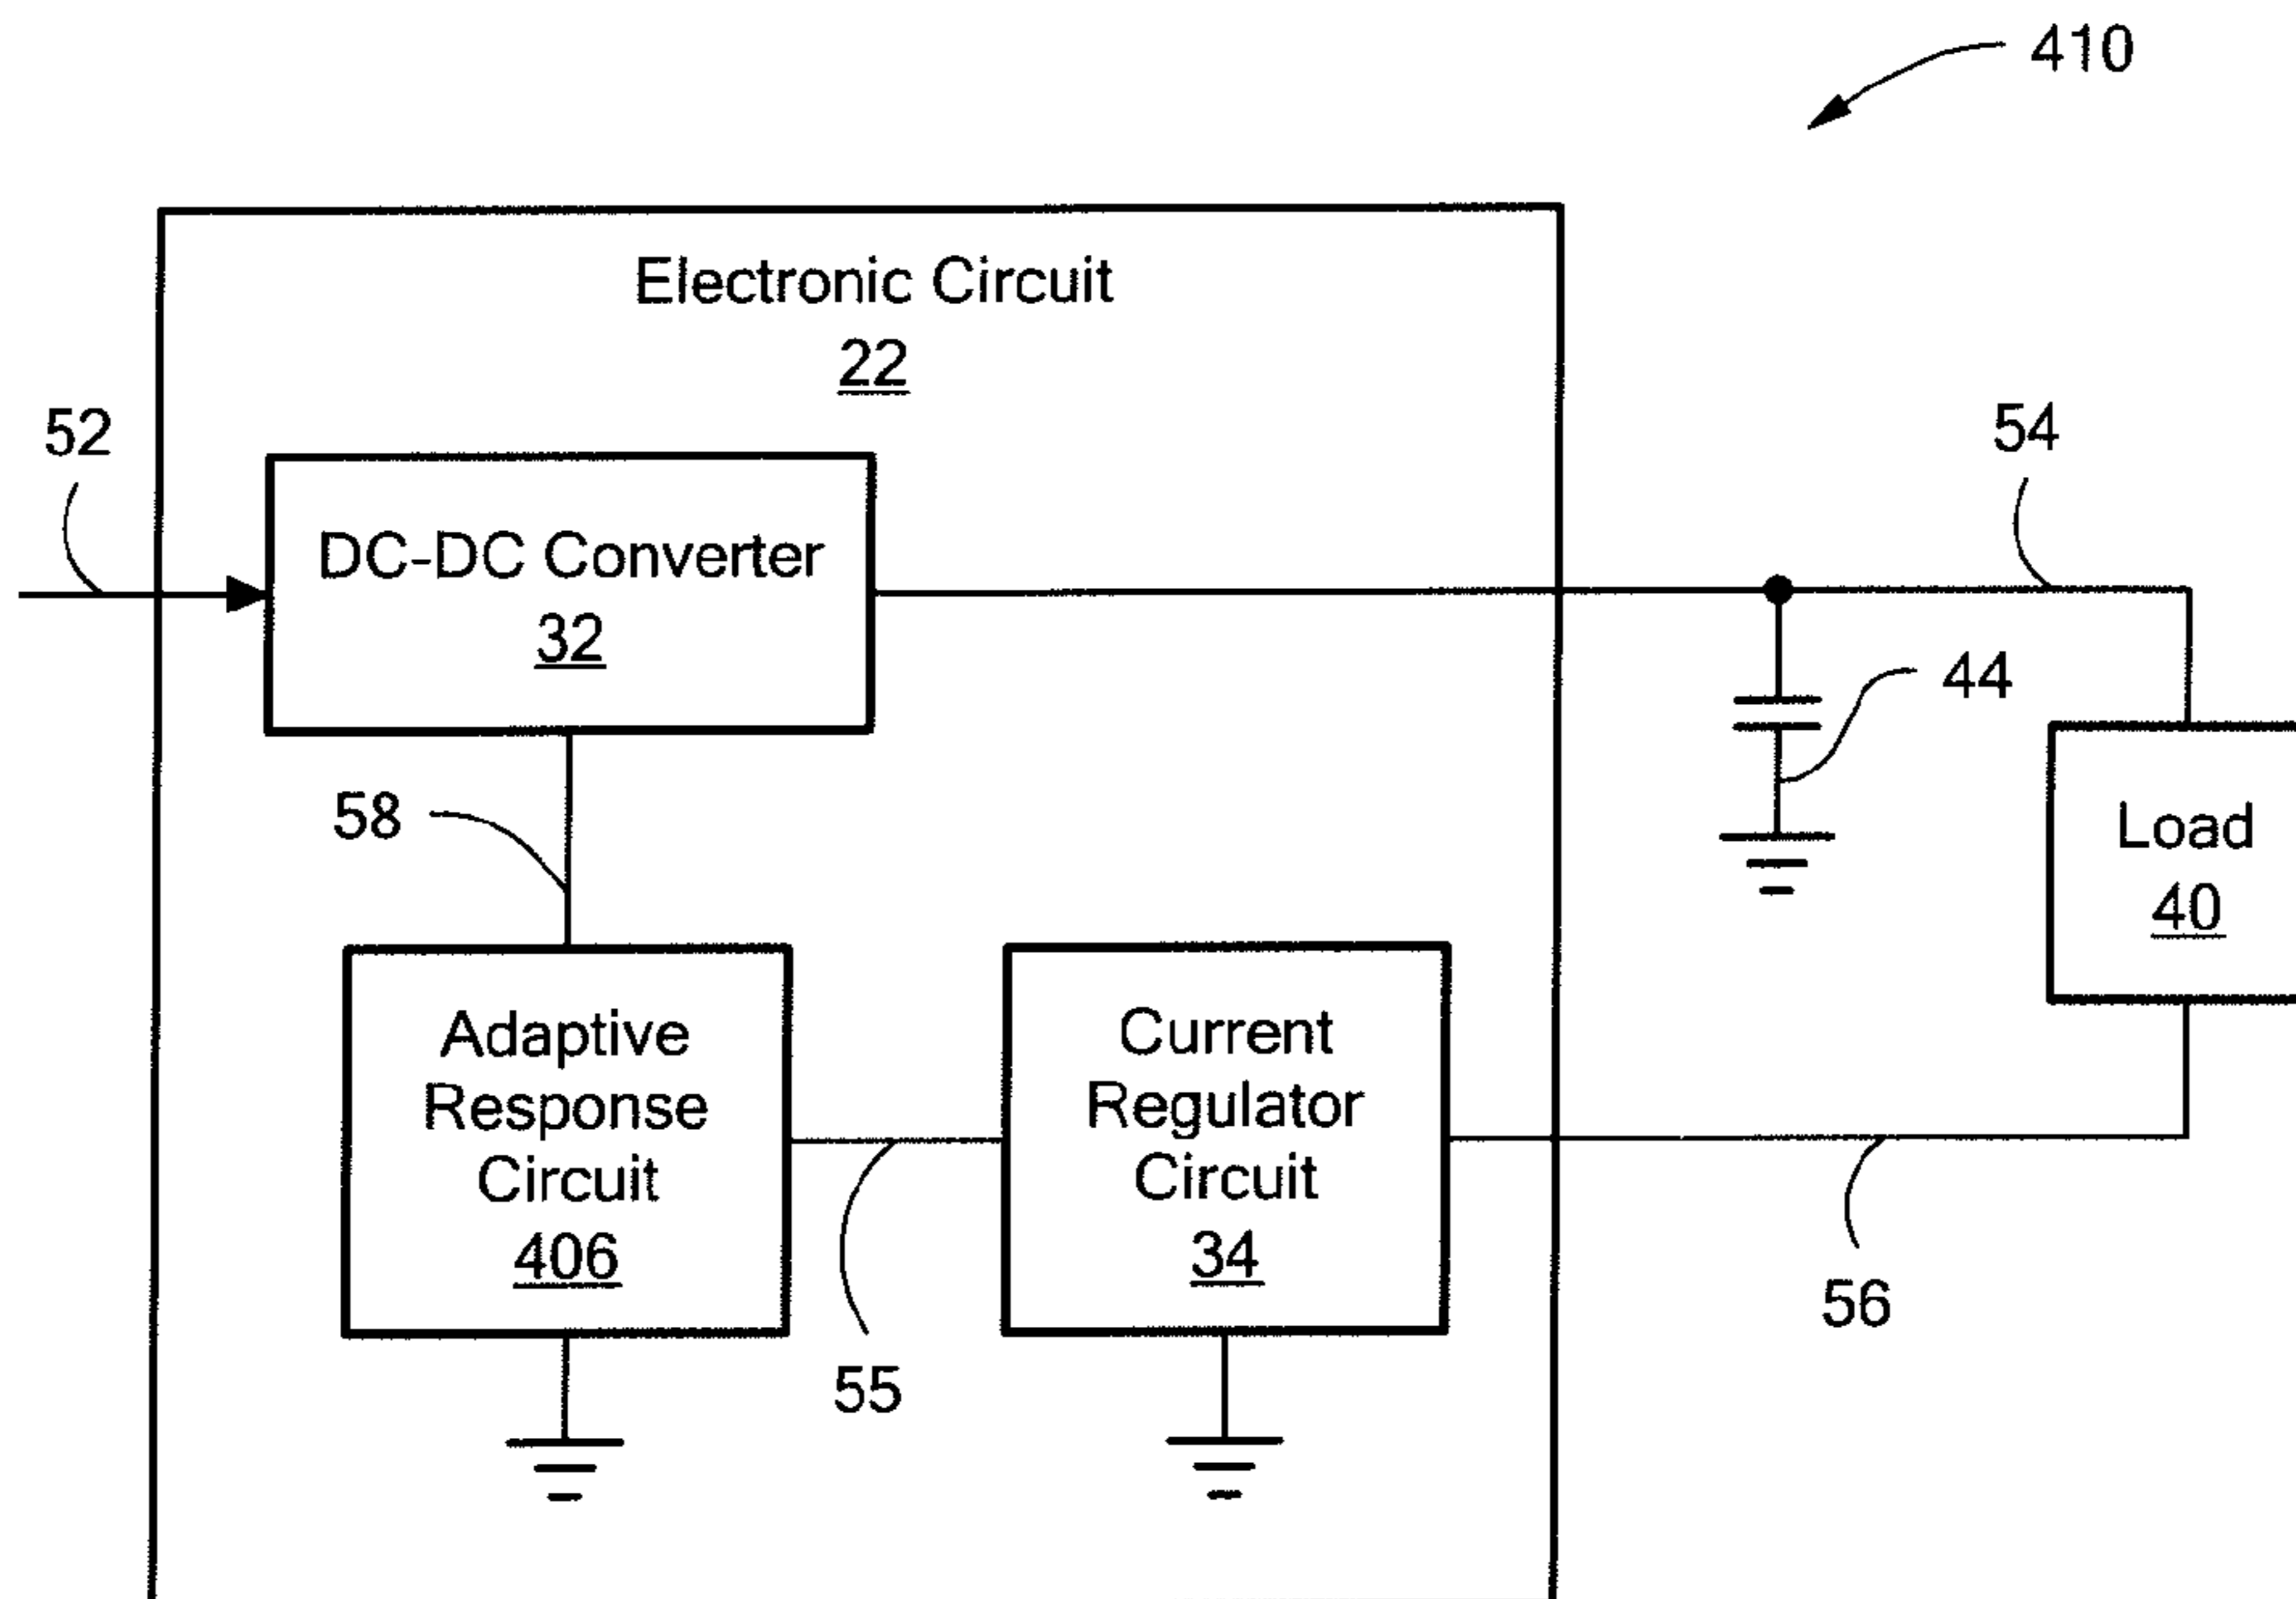 410
Electronic Circuit
22
52
54
DC-DC Converter
32
44
58
Load
40
Adaptive
Response
Circuit
406
Current
Regulator
Circuit
34
56
55